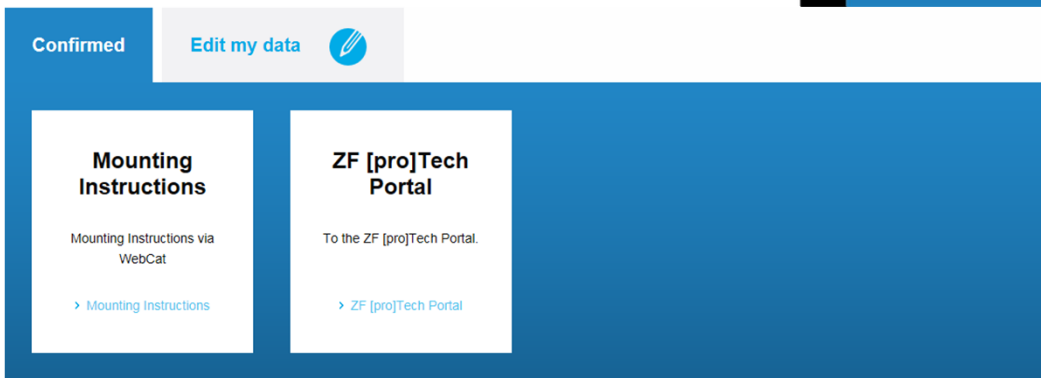 Confirmed
Edit my data
Mounting
Instructions
Mounting Instructions via
WebCat
> Mounting Instructions
ZF [pro]Tech
Portal
To the ZF [pro]Tech Portal.
> ZF [pro]Tech Portal